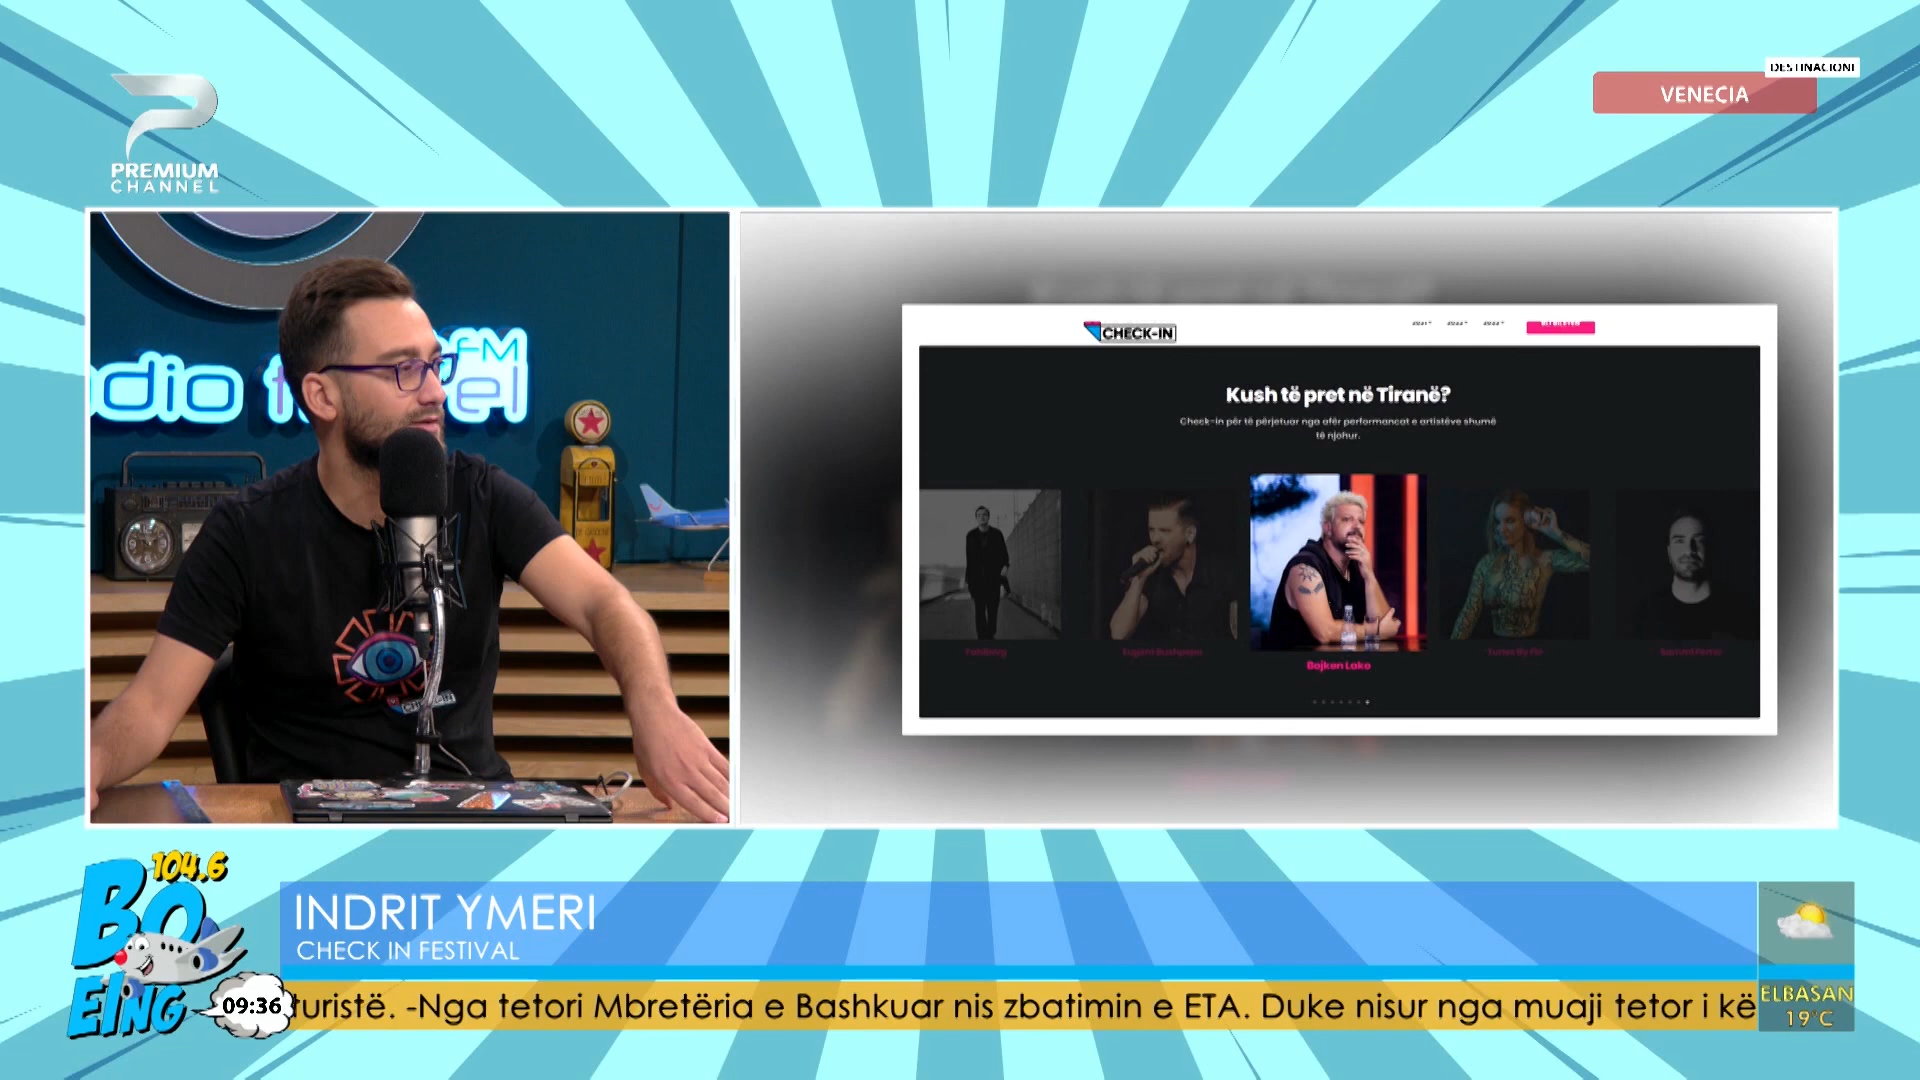 PREMIUM
CHANNEL
DESTINACIONI
VENECIA
FM
CHECK-IN
Kush të pret në Tiranë?
Check-in për të përjetuar nga afër performancat e artistëve shumë
të njohur.
Bojken Lako
104.6
BOEING
INDRIT YMERI
CHECK IN FESTIVAL
09:36
turistë. -Nga tetori Mbretëria e Bashkuar nis zbatimin e ETA. Duke nisur nga muaji tetor i kë
ELBASAN
19°C